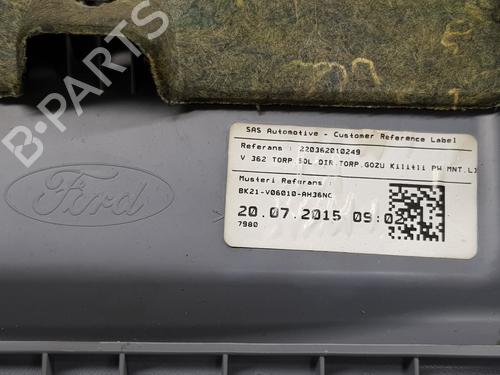 SAS Automotive - Customer Reference Label
Referans : 220362010249
V 362 TORP.SOL.DIR.TORP.GOZU Kilitli PW MNT.LI
Musteri Referans :
BK21-V06010-AH36NC
20.07.2015 09:02
7980
Ford
B-PARTS